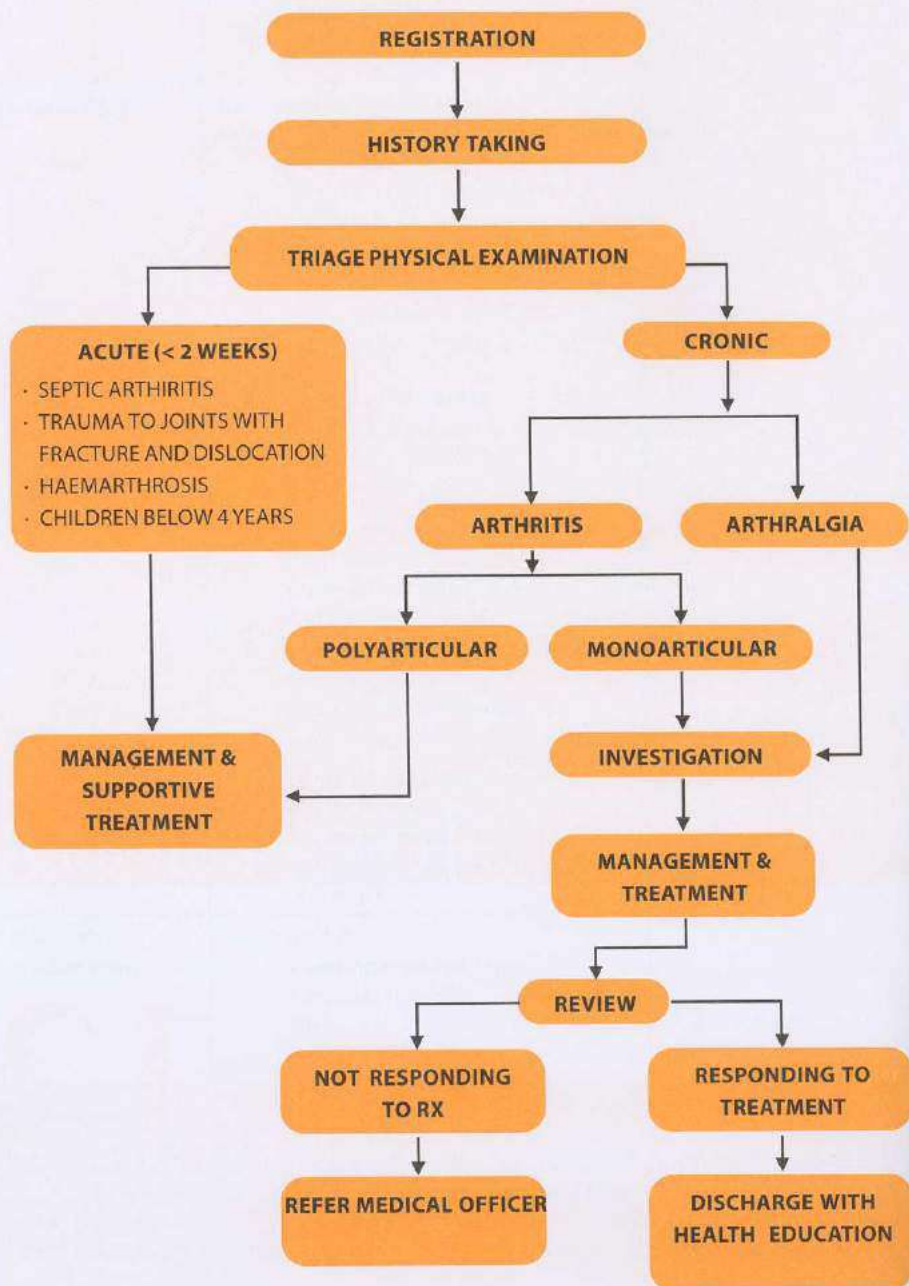 REGISTRATION
HISTORY TAKING
TRIAGE PHYSICAL EXAMINATION
ACUTE (< 2 WEEKS)
· SEPTIC ARTHIRITIS
· TRAUMA TO JOINTS WITH
FRACTURE AND DISLOCATION
· HAEMARTHROSIS
· CHILDREN BELOW 4 YEARS
CRONIC
ARTHRITIS
ARTHRALGIA
POLYARTICULAR
MONOARTICULAR
MANAGEMENT &
SUPPORTIVE
TREATMENT
INVESTIGATION
MANAGEMENT &
TREATMENT
REVIEW
NOT RESPONDING
TO RX
RESPONDING TO
TREATMENT
REFER MEDICAL OFFICER
DISCHARGE WITH
HEALTH EDUCATION